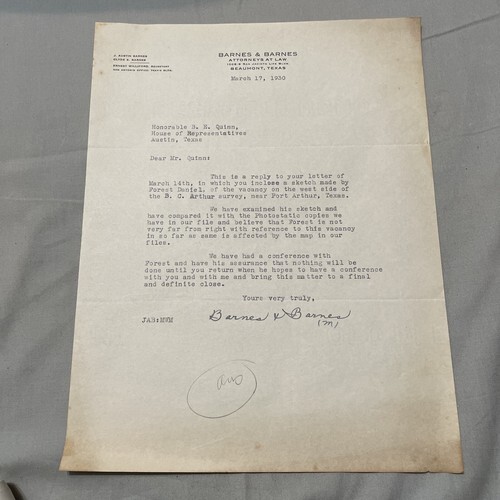 J. AUSTIN BARNES
BARNES & BARNES
ATTORNEYS AT LAW
BEAUMONT, TEXAS
March 17, 1930
Honorable B. E. Quinn,
House of Representatives
Austin, Texas
Dear Mr. Quinn:
This is a reply to your letter of
March 14th, in which you inclose a sketch made by
Forest Daniel, of the vacancy on the west side of
the B. C. Arthur survey, near Port Arthur, Texas.
We have examined his sketch and
have compared it with the Photostatic copies we
have in our file and believe that Forest is not
very far from right with reference to this vacancy
in so far as same is affected by the map in our
files.
We have had a conference with
Forest and have his assurance that nothing will be
done until you return when he hopes to have a conference
with you and with me and bring this matter to a final
and definite close.
Yours very truly,
JAB:MWM
Barnes & Barnes
(M)